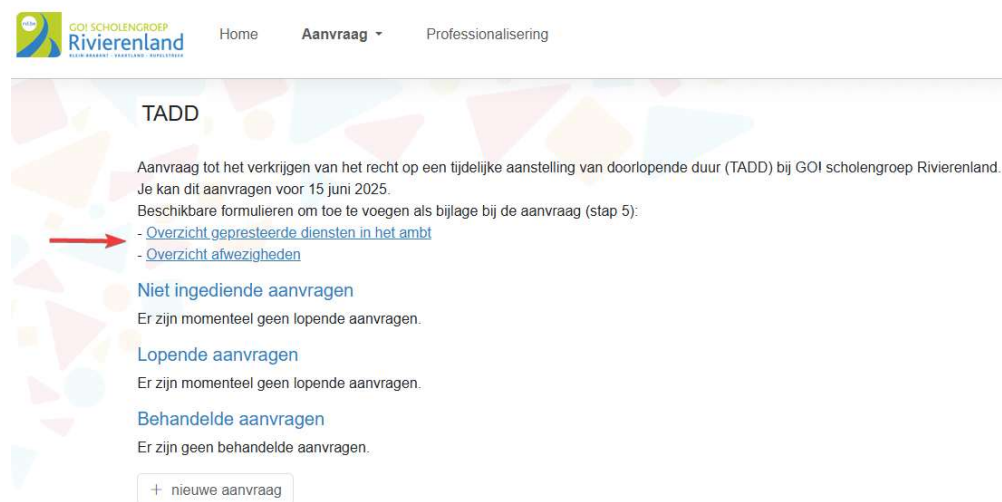 GO! SCHOLENGROEP
Rivierenland
KLEIN-BRABANT - VAARTLAND - RUPELSTREEK
Home
Aanvraag
Professionalisering
TADD
Aanvraag tot het verkrijgen van het recht op een tijdelijke aanstelling van doorlopende duur (TADD) bij GO! scholengroep Rivierenland.
Je kan dit aanvragen voor 15 juni 2025.
Beschikbare formulieren om toe te voegen als bijlage bij de aanvraag (stap 5):
- Overzicht gepresteerde diensten in het ambt
- Overzicht afwezigheden
Niet ingediende aanvragen
Er zijn momenteel geen lopende aanvragen.
Lopende aanvragen
Er zijn momenteel geen lopende aanvragen.
Behandelde aanvragen
Er zijn geen behandelde aanvragen.
+ nieuwe aanvraag